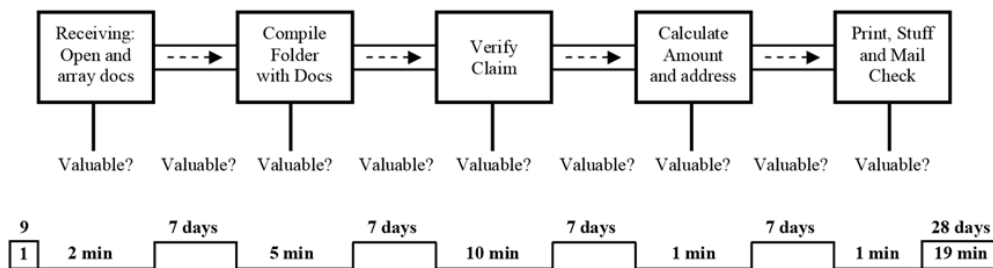 Receiving:
Open and
array docs
Compile
Folder
with Docs
Verify
Claim
Calculate
Amount
and address
Print, Stuff
and Mail
Check
Valuable? Valuable? Valuable? Valuable? Valuable? Valuable? Valuable? Valuable? Valuable?
9 7 days 7 days 7 days 7 days 28 days
1 2 min 5 min 10 min 1 min 1 min 19 min